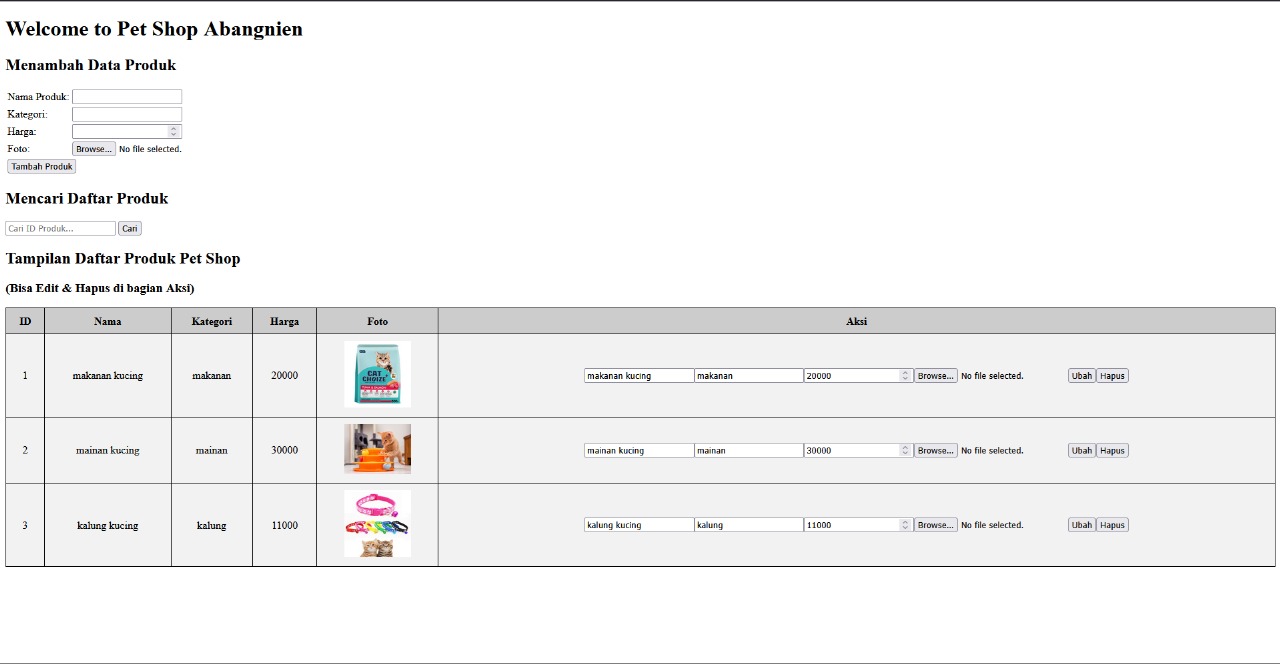 Welcome to Pet Shop Abangnien
Menambah Data Produk
Nama Produk:
Kategori:
Harga:
Foto: Browse... No file selected.
Tambah Produk
Mencari Daftar Produk
Cari ID Produk... Cari
Tampilan Daftar Produk Pet Shop
(Bisa Edit & Hapus di bagian Aksi)
ID Nama Kategori Harga Foto Aksi
1 makanan kucing makanan 20000 CAT CHOIZE makanan kucing makanan 20000 Browse... No file selected. Ubah Hapus
2 mainan kucing mainan 30000 mainan kucing mainan 30000 Browse... No file selected. Ubah Hapus
3 kalung kucing kalung 11000 kalung kucing kalung 11000 Browse... No file selected. Ubah Hapus